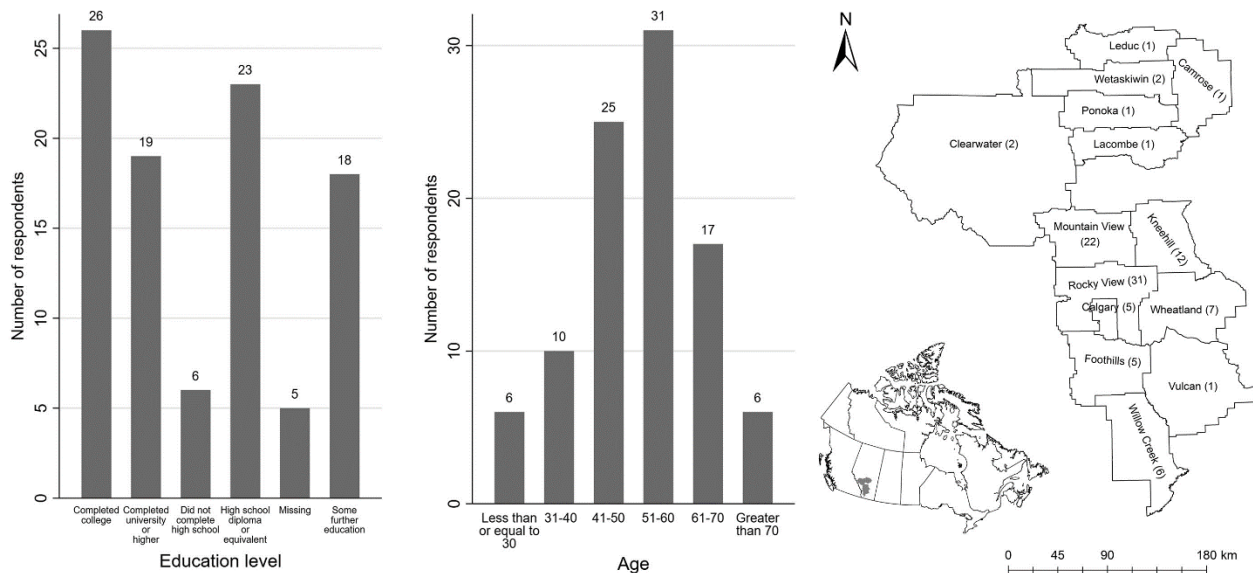 Number of respondents
25
20
15
10
5
0
26
19
6
23
5
18
Completed
college
Completed
university
or
higher
Did not
complete
high school
High school
diploma
or
equivalent
Missing
Some
further
education
Education level
Number of respondents
30
20
10
0
6
10
25
31
17
6
Less than
or equal to
30
31-40
41-50
51-60
61-70
Greater
than 70
Age
N
Leduc (1)
Camrose (1)
Wetaskiwin (2)
Ponoka (1)
Clearwater (2)
Lacombe (1)
Mountain View
(22)
Kneehill (12)
Rocky View (31)
Calgary (5)
Wheatland (7)
Foothills (5)
Vulcan (1)
Willow Creek (6)
0 45 90 180 km